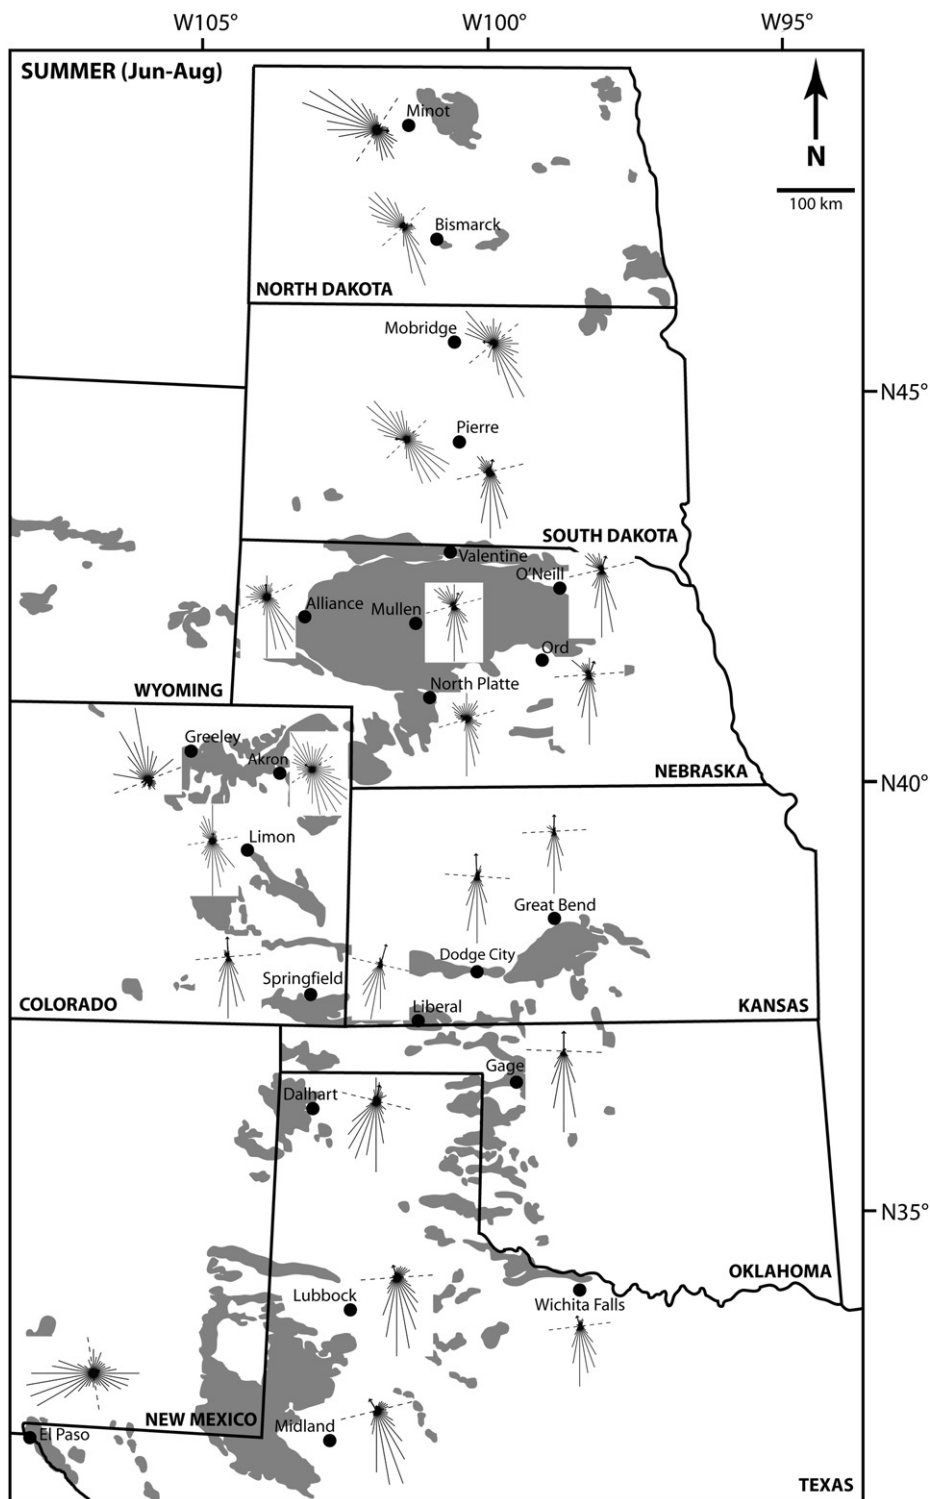 W105°
W100°
W95°
SUMMER (Jun-Aug)
Minot
N
100 km
Bismarck
NORTH DAKOTA
Mobridge
N45°
Pierre
SOUTH DAKOTA
Valentine
O'Neill
Alliance
Mullen
Ord
North Platte
WYOMING
Greeley
Akron
NEBRASKA
N40°
Limon
Great Bend
Dodge City
Springfield
COLORADO
Liberal
KANSAS
Gage
Dalhart
N35°
OKLAHOMA
Lubbock
Wichita Falls
NEW MEXICO
Midland
El Paso
TEXAS